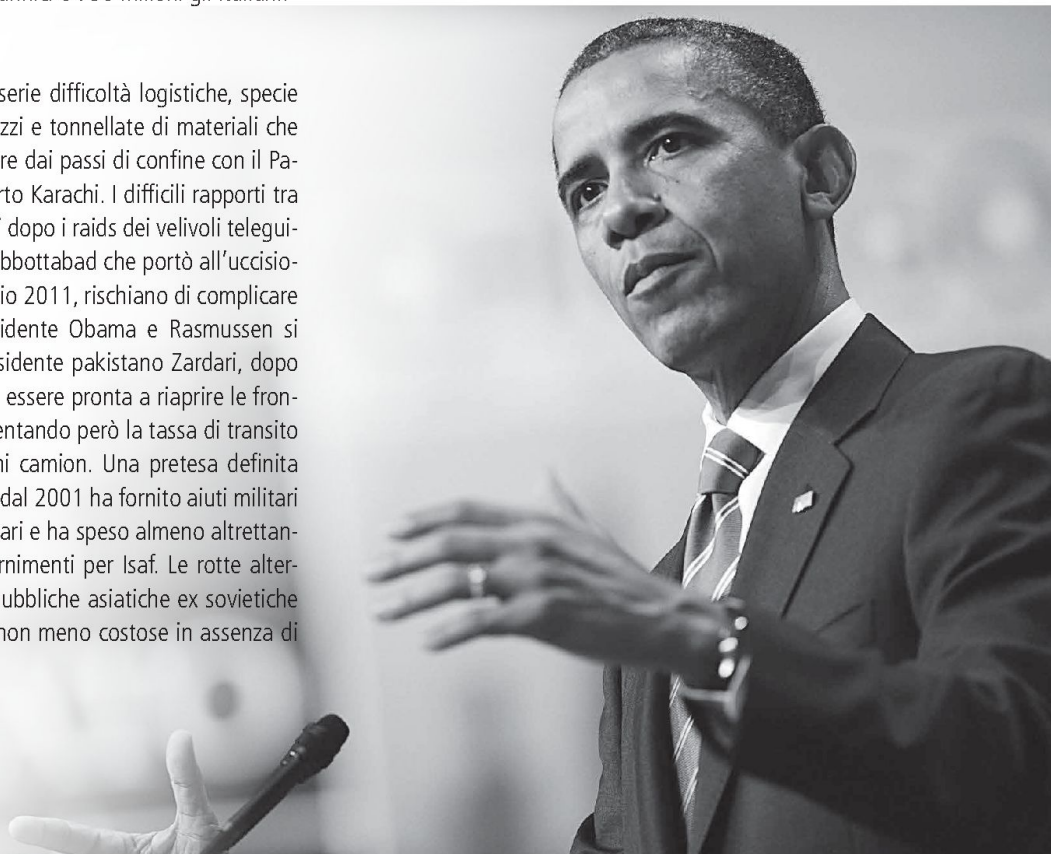 serie difficoltà logistiche, specie
zzi e tonnellate di materiali che
re dai passi di confine con il Pa-
rto Karachi. I difficili rapporti tra
dopo i raids dei velivoli telegui-
bbottabad che portò all'uccisio-
io 2011, rischiano di complicare
idente Obama e Rasmussen si
sidente pakistano Zardari, dopo
essere pronta a riaprire le fron-
entando però la tassa di transito
ni camion. Una pretesa definita
dal 2001 ha fornito aiuti militari
ari e ha speso almeno altrettan-
rnimenti per Isaf. Le rotte alter-
ubbliche asiatiche ex sovietiche
non meno costose in assenza di